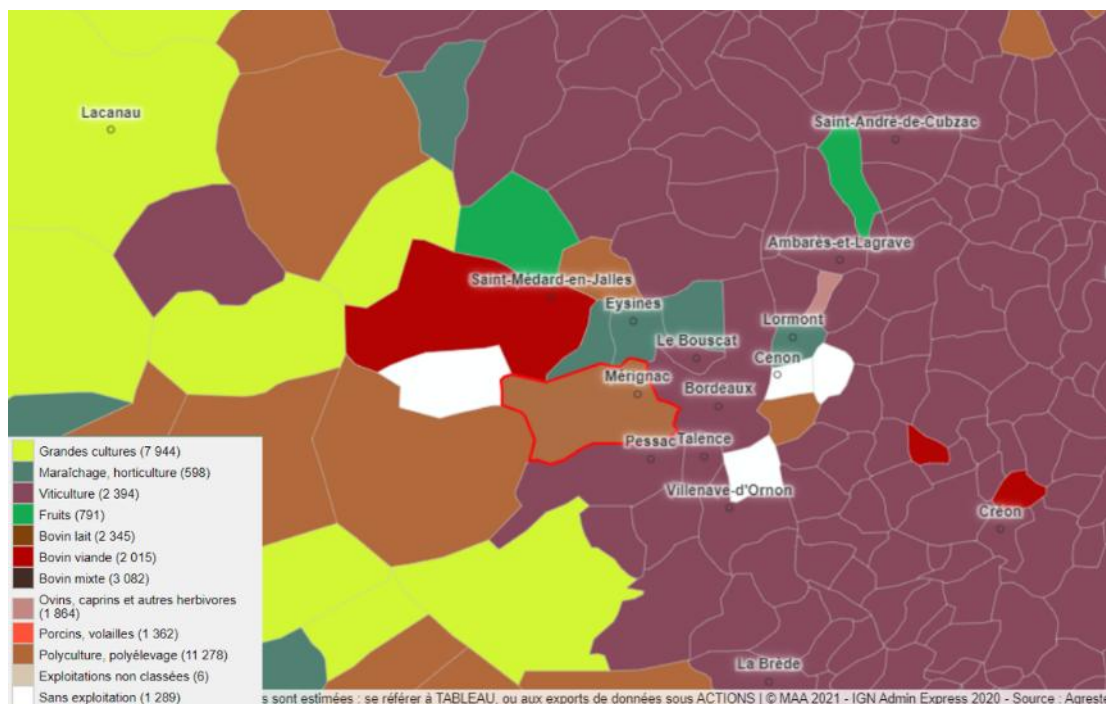 Lacanau
Saint-André-de-Cubzac
Ambarès-et-Lagrave
Saint-Médard-en-Jalles
Eysines
Lormont
Le Bouscat
Cenon
Mérignac
Bordeaux
Pessac
Talence
Villenave-d'Ornon
Créon
La Brède
Grandes cultures (7 944)
Maraîchage, horticulture (598)
Viticulture (2 394)
Fruits (791)
Bovin lait (2 345)
Bovin viande (2 015)
Bovin mixte (3 082)
Ovins, caprins et autres herbivores
(1 864)
Porcins, volailles (1 362)
Polyculture, polyélevage (11 278)
Exploitations non classées (6)
Sans exploitation (1 289)
s sont estimées : se référer à TABLEAU, ou aux exports de données sous ACTIONS | © MAA 2021 - IGN Admin Express 2020 - Source : Agreste